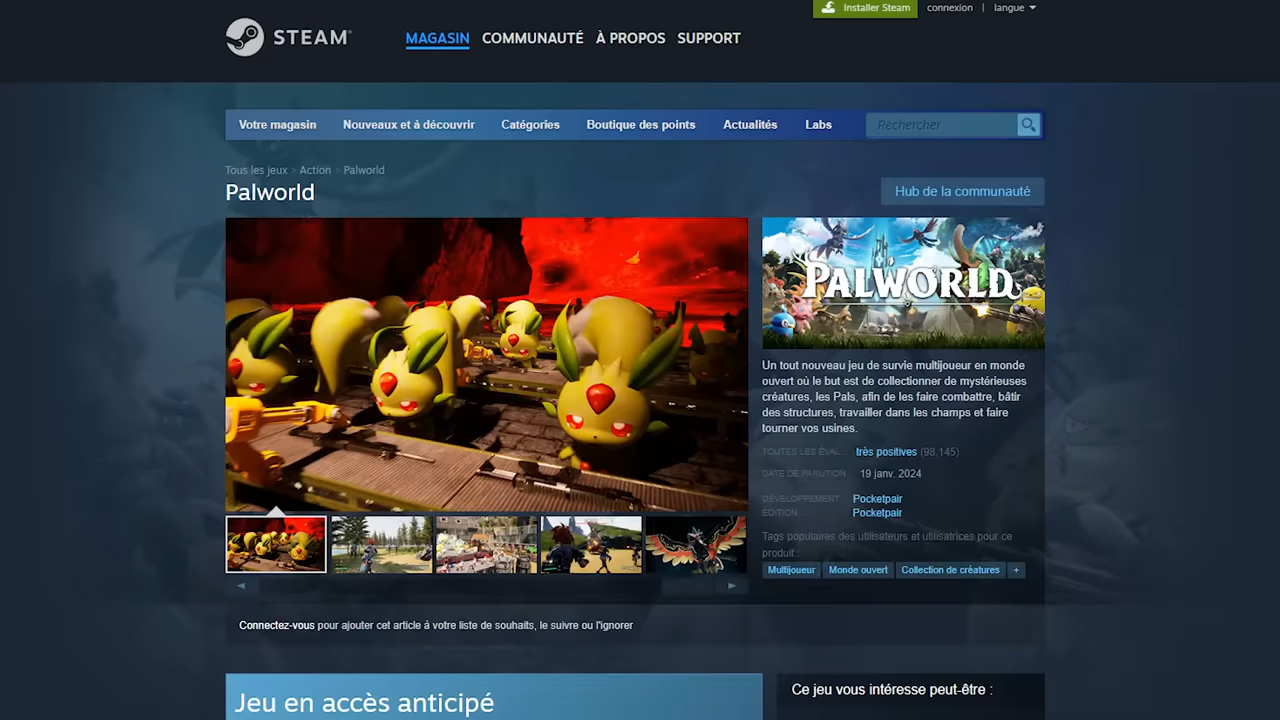 Installer Steam
connexion | langue
STEAM®
MAGASIN COMMUNAUTÉ À PROPOS SUPPORT
Votre magasin Nouveaux et à découvrir Catégories Boutique des points Actualités Labs Rechercher
Tous les jeux > Action > Palworld
Palworld
Hub de la communauté
PALWORLD
Un tout nouveau jeu de survie multijoueur en monde
ouvert où le but est de collectionner de mystérieuses
créatures, les Pals, afin de les faire combattre, bâtir
des structures, travailler dans les champs et faire
tourner vos usines.
TOUTES LES ÉVAL. : très positives (98,145)
DATE DE PARUTION : 19 janv. 2024
DÉVELOPPEMENT : Pocketpair
ÉDITION : Pocketpair
Tags populaires des utilisateurs et utilisatrices pour ce
produit :
Multijoueur Monde ouvert Collection de créatures +
Connectez-vous pour ajouter cet article à votre liste de souhaits, le suivre ou l'ignorer
Jeu en accès anticipé
Ce jeu vous intéresse peut-être :